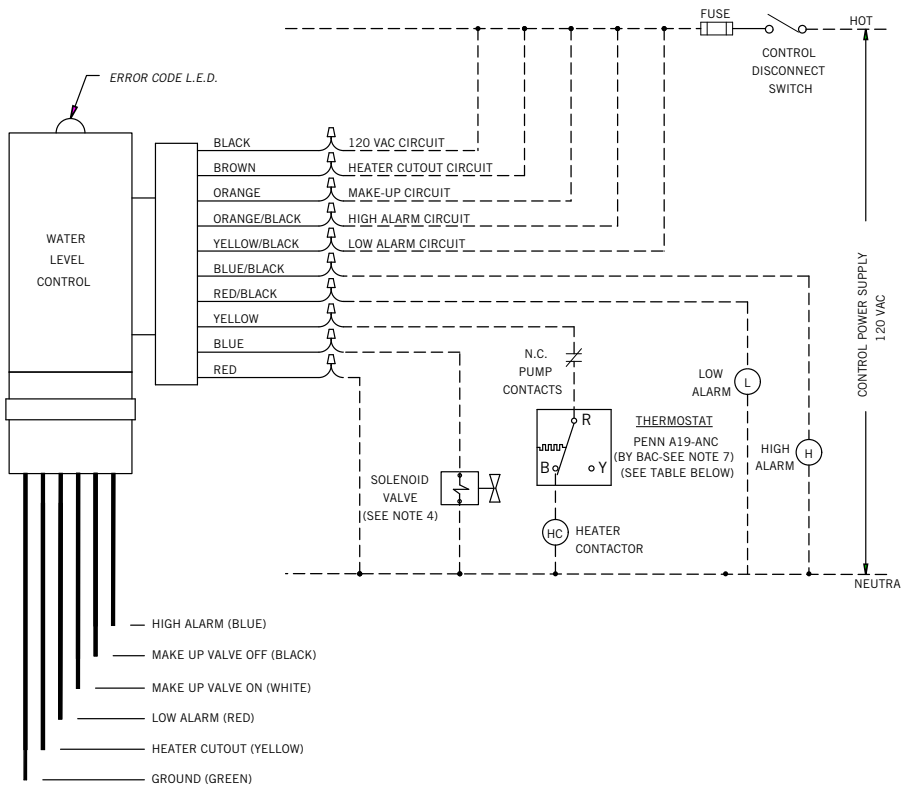 FUSE
HOT
CONTROL
DISCONNECT
SWITCH
ERROR CODE L.E.D.
WATER
LEVEL
CONTROL
BLACK 120 VAC CIRCUIT
BROWN HEATER CUTOUT CIRCUIT
ORANGE MAKE-UP CIRCUIT
ORANGE/BLACK HIGH ALARM CIRCUIT
YELLOW/BLACK LOW ALARM CIRCUIT
BLUE/BLACK
RED/BLACK
YELLOW
BLUE
RED
CONTROL POWER SUPPLY
120 VAC
N.C.
PUMP
CONTACTS
LOW
ALARM
L
R
B
Y
THERMOSTAT
PENN A19-ANC
(BY BAC-SEE NOTE 7)
(SEE TABLE BELOW)
HIGH
ALARM
H
SOLENOID
VALVE
(SEE NOTE 4)
HC
HEATER
CONTACTOR
NEUTRA
HIGH ALARM (BLUE)
MAKE UP VALVE OFF (BLACK)
MAKE UP VALVE ON (WHITE)
LOW ALARM (RED)
HEATER CUTOUT (YELLOW)
GROUND (GREEN)